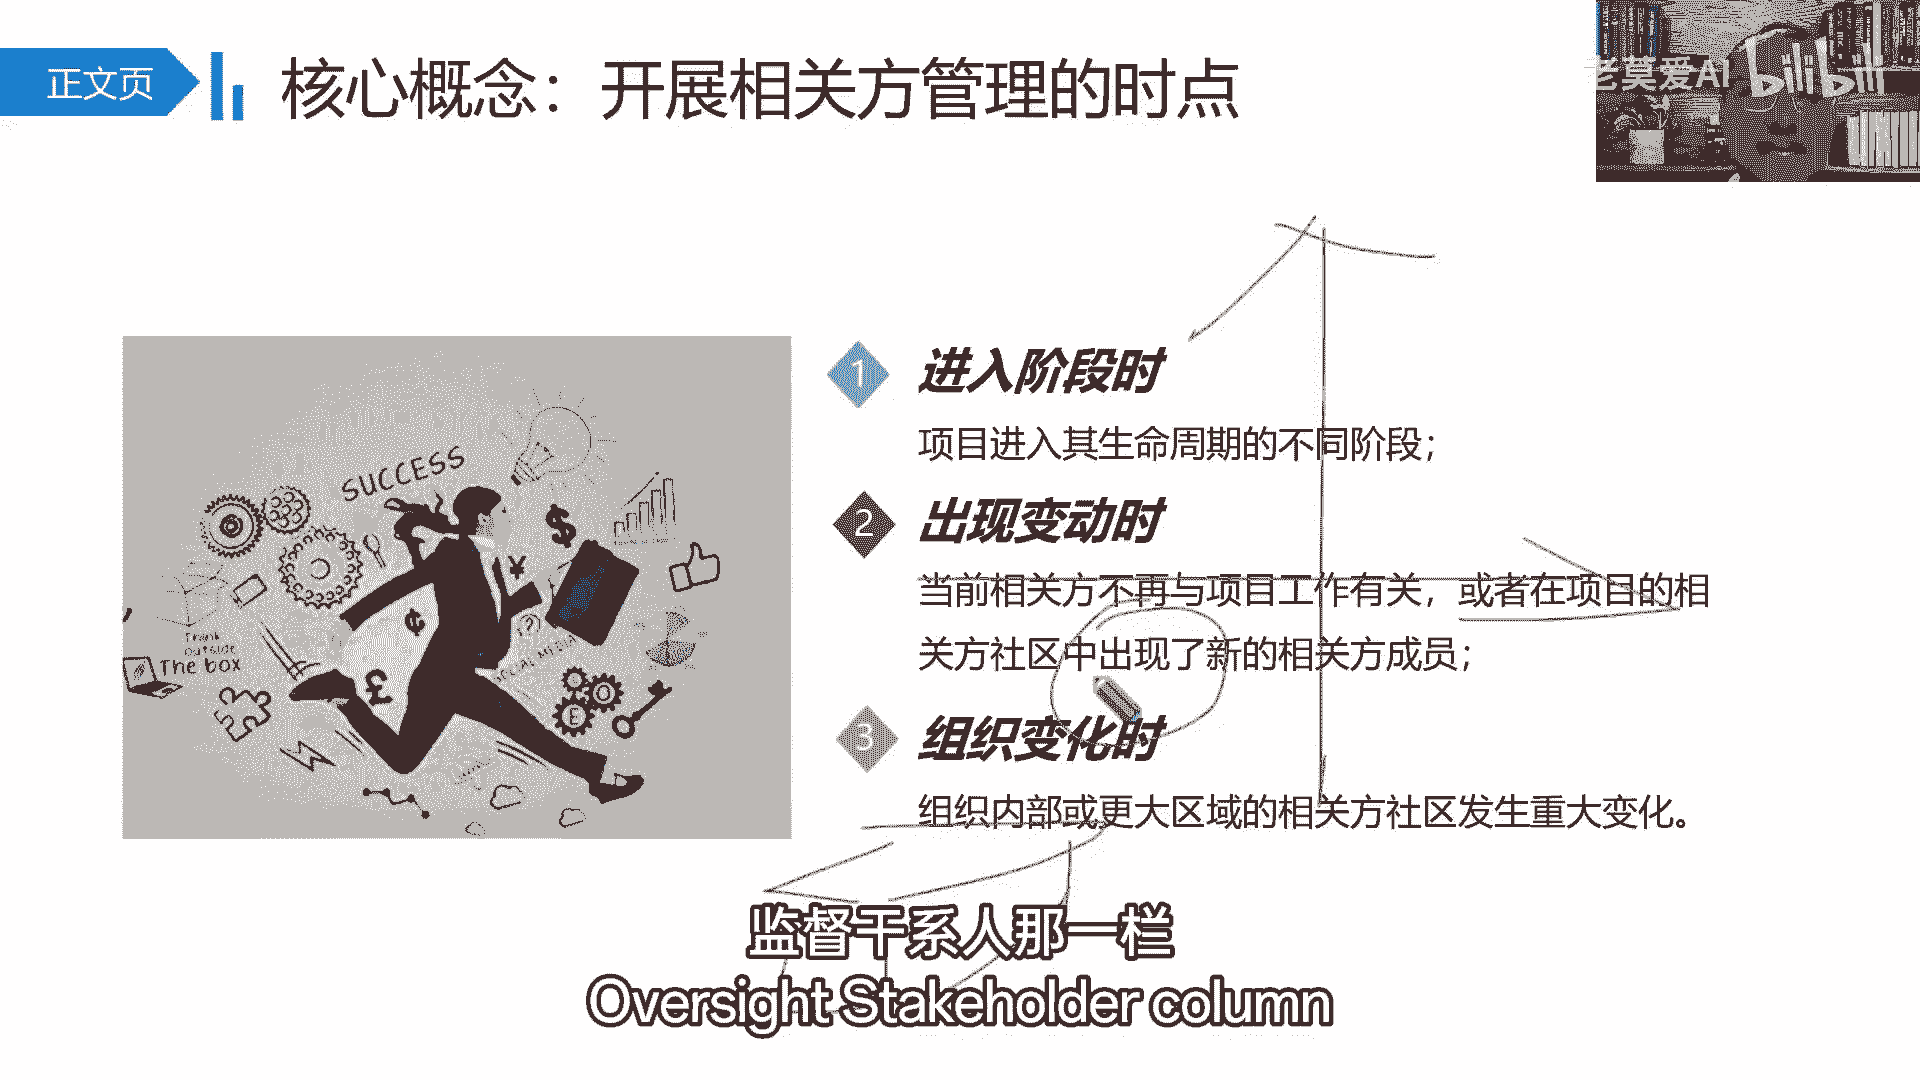 正文页
核心概念：开展相关方管理的时点
老莫爱AI bilibili
SUCCESS
Think
outside
The box
SOCIAL MEDIA
1 进入阶段时
项目进入其生命周期的不同阶段；
2 出现变动时
当前相关方不再与项目工作有关，或者在项目的相
关方社区中出现了新的相关方成员；
3 组织变化时
组织内部或更大区域的相关方社区发生重大变化。
监督干系人那一栏
Oversight Stakeholder column